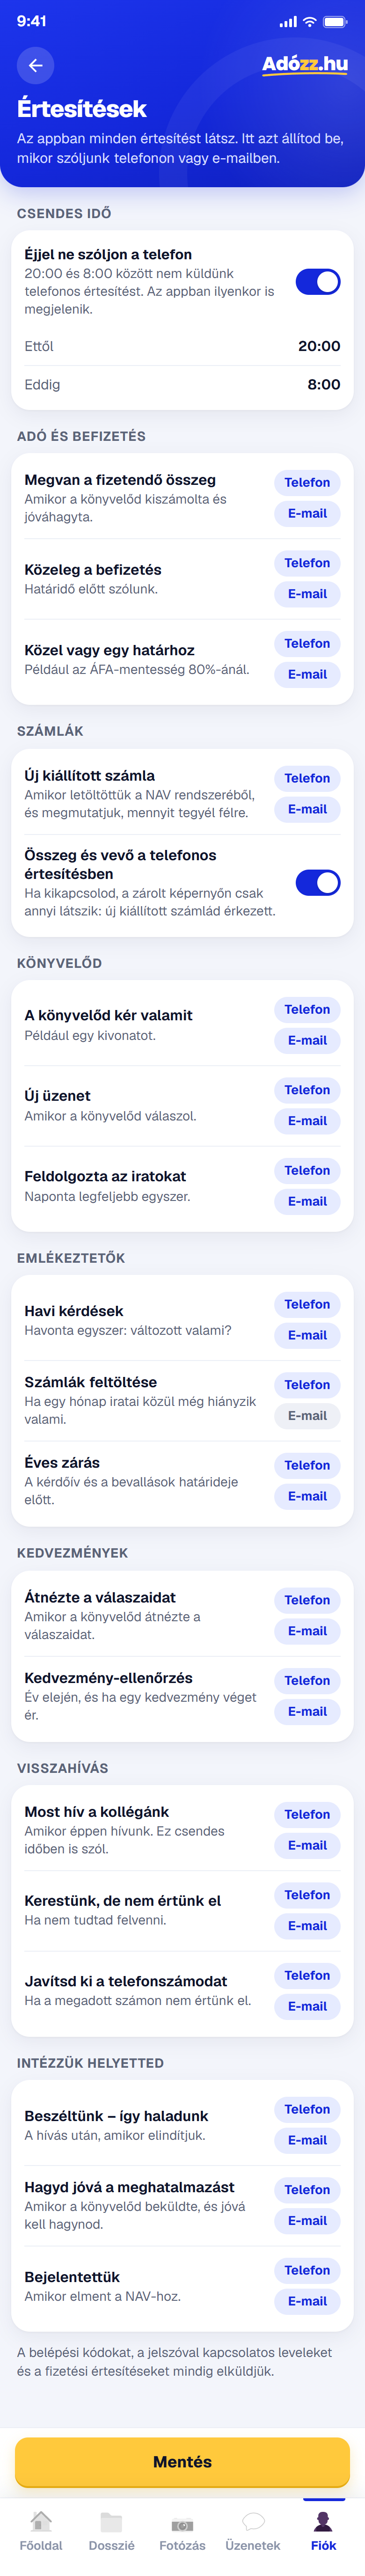 9:41
Adózz.hu
Értesítések
Az appban minden értesítést látsz. Itt azt állítod be,
mikor szóljunk telefonon vagy e-mailben.
CSENDES IDŐ
Éjjel ne szóljon a telefon
20:00 és 8:00 között nem küldünk
telefonos értesítést. Az appban ilyenkor is
megjelenik.
Ettől 20:00
Eddig 8:00
ADÓ ÉS BEFIZETÉS
Megvan a fizetendő összeg
Amikor a könyvelőd kiszámolta és
jóváhagyta.
Telefon
E-mail
Közeleg a befizetés
Határidő előtt szólunk.
Telefon
E-mail
Közel vagy egy határhoz
Például az ÁFA-mentesség 80%-ánál.
Telefon
E-mail
SZÁMLÁK
Új kiállított számla
Amikor letöltöttük a NAV rendszeréből,
és megmutatjuk, mennyit tegyél félre.
Telefon
E-mail
Összeg és vevő a telefonos
értesítésben
Ha kikapcsolod, a zárolt képernyőn csak
annyi látszik: új kiállított számlád érkezett.
KÖNYVELŐD
A könyvelőd kér valamit
Például egy kivonatot.
Telefon
E-mail
Új üzenet
Amikor a könyvelőd válaszol.
Telefon
E-mail
Feldolgozta az iratokat
Naponta legfeljebb egyszer.
Telefon
E-mail
EMLÉKEZTETŐK
Havi kérdések
Havonta egyszer: változott valami?
Telefon
E-mail
Számlák feltöltése
Ha egy hónap iratai közül még hiányzik
valami.
Telefon
E-mail
Éves zárás
A kérdőív és a bevallások határideje
előtt.
Telefon
E-mail
KEDVEZMÉNYEK
Átnézte a válaszaidat
Amikor a könyvelőd átnézte a
válaszaidat.
Telefon
E-mail
Kedvezmény-ellenőrzés
Év elején, és ha egy kedvezmény véget
ér.
Telefon
E-mail
VISSZAHÍVÁS
Most hív a kollégánk
Amikor éppen hívunk. Ez csendes
időben is szól.
Telefon
E-mail
Kerestünk, de nem értünk el
Ha nem tudtad felvenni.
Telefon
E-mail
Javítsd ki a telefonszámodat
Ha a megadott számon nem értünk el.
Telefon
E-mail
INTÉZZÜK HELYETTED
Beszéltünk – így haladunk
A hívás után, amikor elindítjuk.
Telefon
E-mail
Hagyd jóvá a meghatalmazást
Amikor a könyvelőd beküldte, és jóvá
kell hagynod.
Telefon
E-mail
Bejelentettük
Amikor elment a NAV-hoz.
Telefon
E-mail
A belépési kódokat, a jelszóval kapcsolatos leveleket
és a fizetési értesítéseket mindig elküldjük.
Mentés
Főoldal
Dosszié
Fotózás
Üzenetek
Fiók